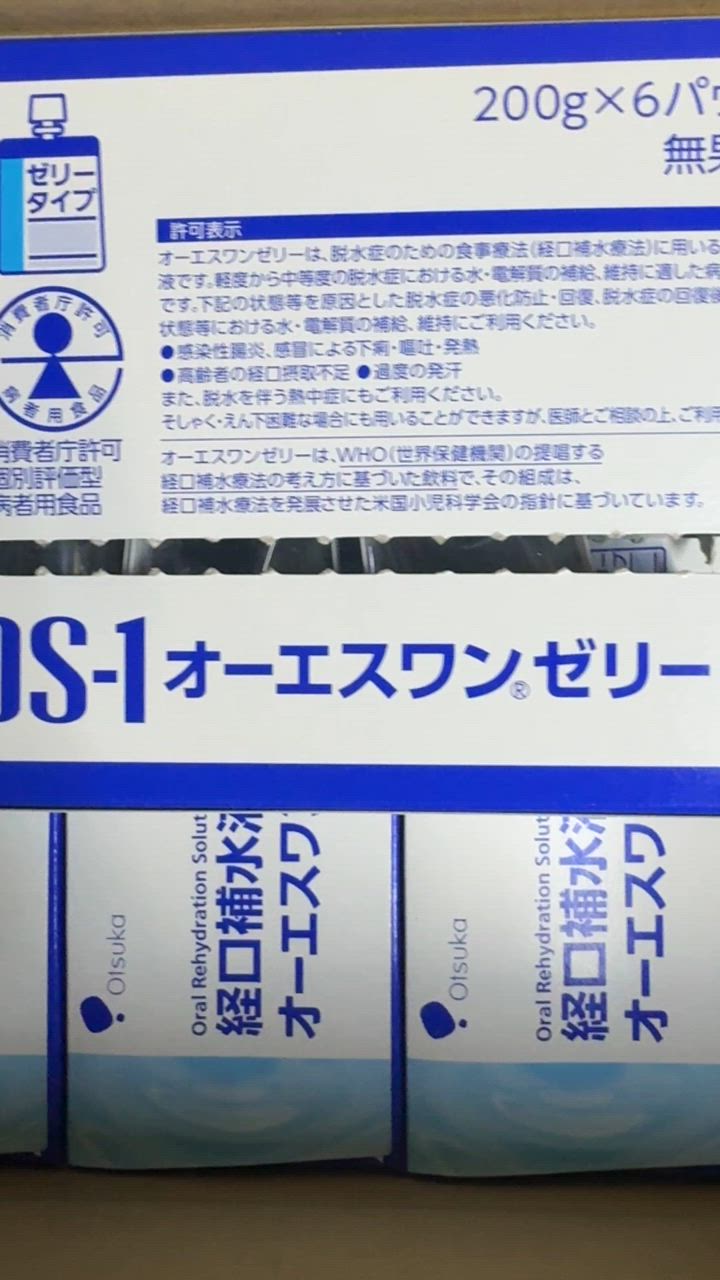 200g×6パウ
無果
ゼリー
タイプ
許可表示
オーエスワンゼリーは、脱水症のための食事療法(経口補水療法)に用いる
液です。軽度から中等度の脱水症における水・電解質の補給、維持に適した病
です。下記の状態等を原因とした脱水症の悪化防止・回復、脱水症の回復後
状態等における水・電解質の補給、維持にご利用ください。
●感染性腸炎、感冒による下痢・嘔吐・発熱
●高齢者の経口摂取不足 ●過度の発汗
また、脱水を伴う熱中症にもご利用ください。
そしゃく・えん下困難な場合にも用いることができますが、医師とご相談の上、ご利用
オーエスワンゼリーは、WHO(世界保健機関)の提唱する
経口補水療法の考え方に基づいた飲料で、その組成は、
経口補水療法を発展させた米国小児科学会の指針に基づいています。
消費者庁許可
病者用食品
消費者庁許可
個別評価型
病者用食品
OS-1 オーエスワン®ゼリー
Otsuka
Oral Rehydration Solut
経口補水液
オーエスワ
Otsuka
Oral Rehydration Solut
経口補水液
オーエスワ